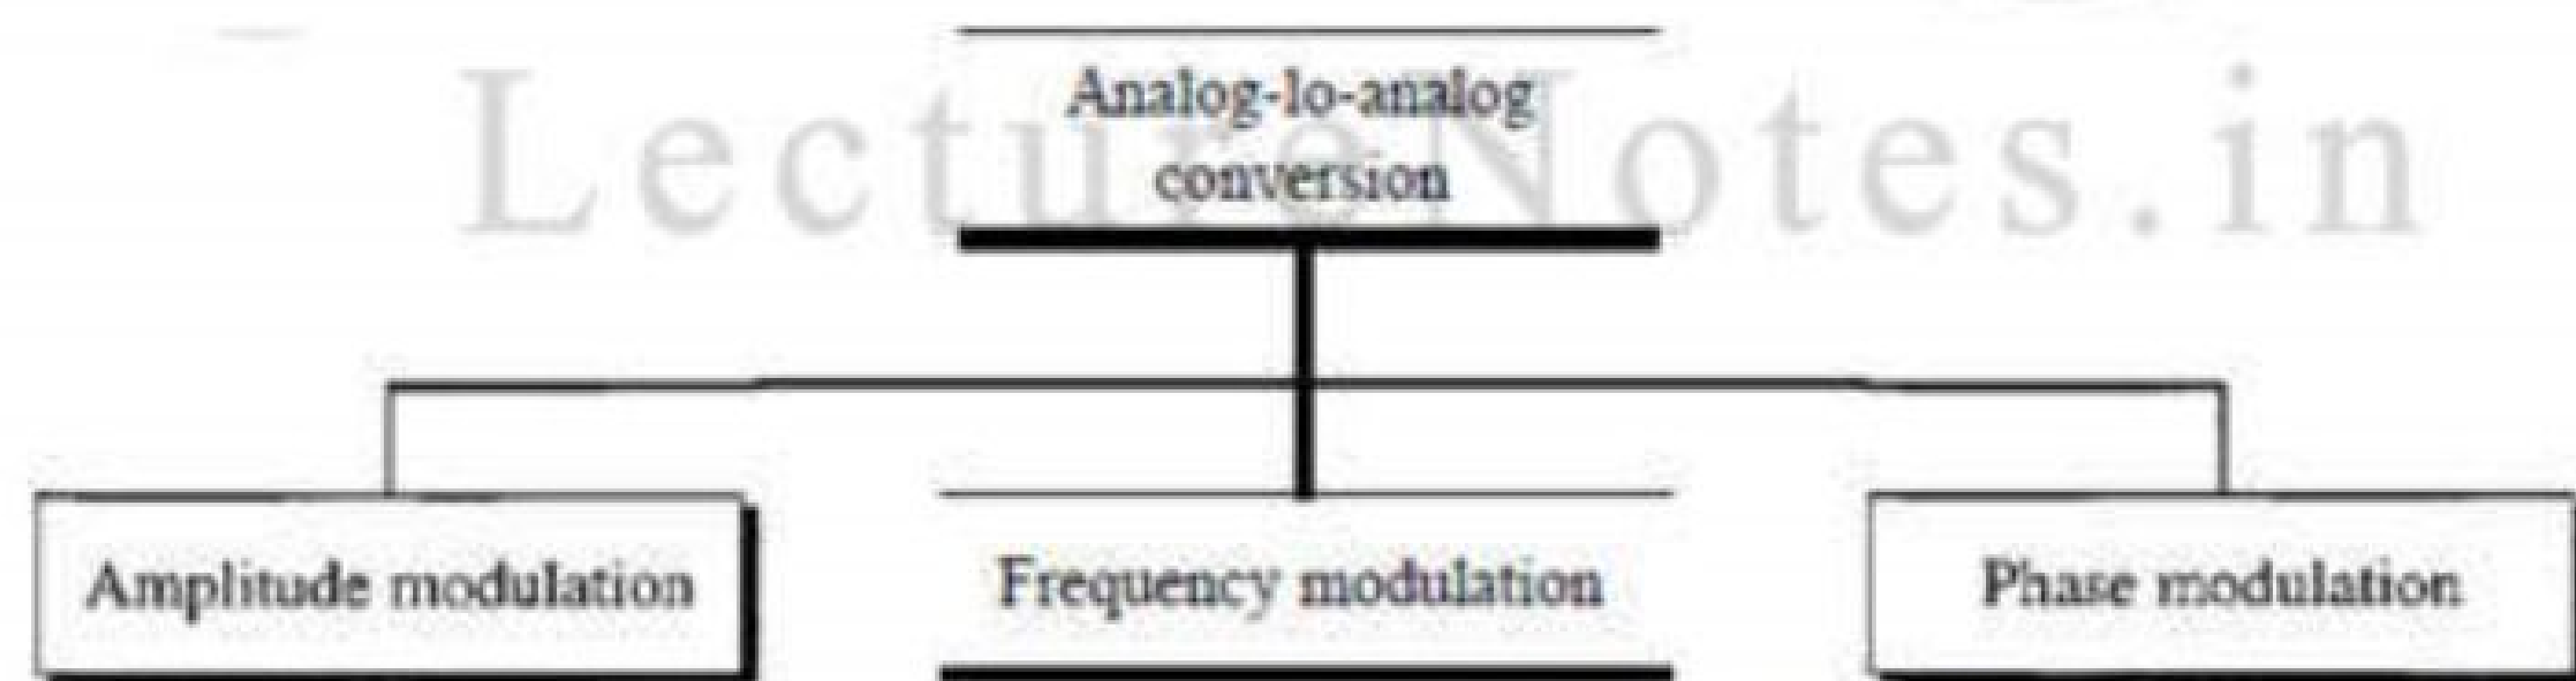 Analog-lo-analog
conversion
LectureNotes.in
Amplitude modulation
Frequency modulation
Phase modulation